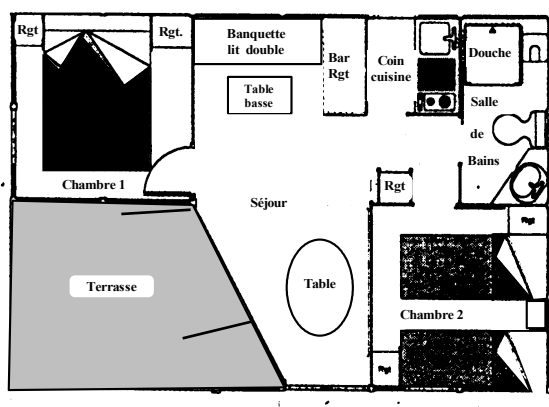 Rgt
Rgt.
Banquette
lit double
Bar
Rgt
Coin
cuisine
Douche
Table
basse
Salle
de
Bains
Chambre 1
Rgt
Séjour
Rgt
Terrasse
Table
Chambre 2
Rgt